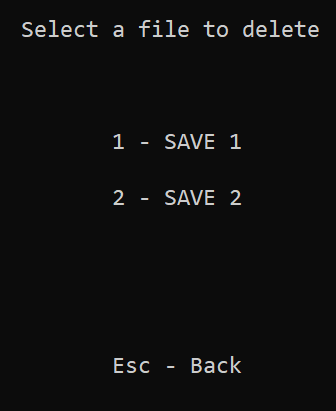 Select a file to delete
1 - SAVE 1
2 - SAVE 2
Esc - Back